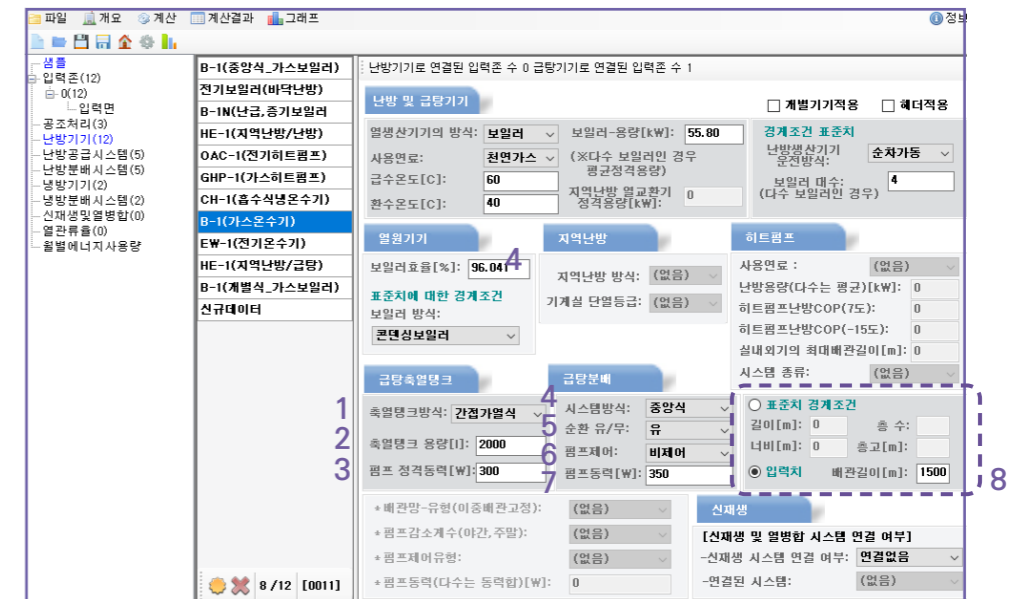 파일 개요 계산 계산결과 그래프 정보
샘플
입력존(12)
0(12)
입력면
공조처리(3)
난방기기(12)
난방공급시스템(5)
난방분배시스템(5)
냉방기기(2)
냉방분배시스템(2)
신재생및열병합(0)
열관류율(0)
월별에너지사용량
B-1(중앙식_가스보일러)
전기보일러(바닥난방)
B-1N(난급,증기보일러
HE-1(지역난방/난방)
OAC-1(전기히트펌프)
GHP-1(가스히트펌프)
CH-1(흡수식냉온수기)
B-1(가스온수기)
EW-1(전기온수기)
HE-1(지역난방/급탕)
B-1(개별식_가스보일러)
신규데이터
8 /12 [0011]
난방기기로 연결된 입력존 수 0 급탕기기로 연결된 입력존 수 1
난방 및 급탕기기
개별기기적용 헤더적용
열생산기기의 방식: 보일러
사용연료: 천연가스
급수온도[C]: 60
환수온도[C]: 40
보일러-용량[kW]: 55.80
(※다수 보일러인 경우
평균정격용량)
지역난방 열교환기
정격용량[kW]: 0
경계조건 표준치
난방생산기기
운전방식: 순차가동
보일러 대수: 4
(다수 보일러인 경우)
열원기기
보일러효율[%]: 96.041
4
표준치에 대한 경계조건
보일러 방식:
콘덴싱보일러
지역난방
지역난방 방식: (없음)
기계실 단열등급: (없음)
히트펌프
사용연료 : (없음)
난방용량(다수는 평균)[kW]: 0
히트펌프난방COP(7도): 0
히트펌프난방COP(-15도): 0
실내외기의 최대배관길이[m]: 0
시스템 종류: (없음)
급탕축열탱크
1 축열탱크방식: 간접가열식
2 축열탱크 용량[l]: 2000
3 펌프 정격동력[W]: 300
급탕분배
4 시스템방식: 중앙식
5 순환 유/무: 유
6 펌프제어: 비제어
7 펌프동력[W]: 350
표준치 경계조건
길이[m]: 0 층 수:
너비[m]: 0 층고[m]:
입력치 배관길이[m]: 1500
8
*배관망-유형(이중배관고정): (없음)
*펌프감소계수(야간,주말): (없음)
*펌프제어유형: (없음)
*펌프동력(다수는 동력합)[W]: 0
신재생
[신재생 및 열병합 시스템 연결 여부]
-신재생 시스템 연결 여부: 연결없음
-연결된 시스템: (없음)